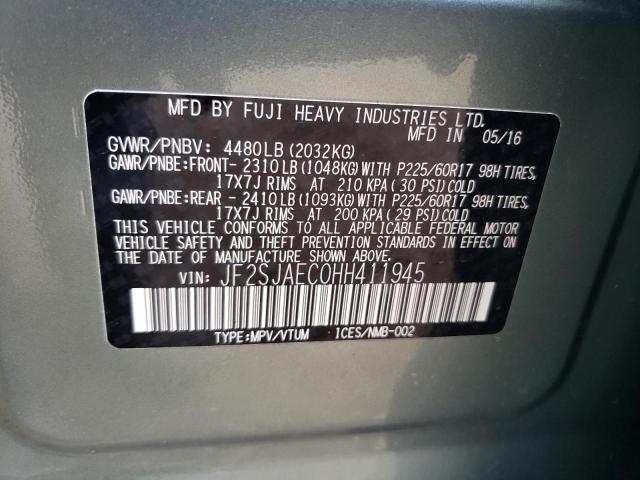 MFD BY FUJI HEAVY INDUSTRIES LTD.
MFD IN 05/16
GVWR/PNBV: 4480LB (2032KG)
GAWR/PNBE:FRONT- 2310LB (1048KG) WITH P225/60R17 98H TIRES,
17X7J RIMS AT 210 KPA ( 30 PSI) COLD
GAWR/PNBE:REAR - 2410LB (1093KG) WITH P225/60R17 98H TIRES,
17X7J RIMS AT 200 KPA ( 29 PSI) COLD
THIS VEHICLE CONFORMS TO ALL APPLICABLE FEDERAL MOTOR
VEHICLE SAFETY AND THEFT PREVENTION STANDARDS IN EFFECT ON
THE DATE OF MANUFACTURE SHOWN ABOVE.
VIN: JF2SJAEC0HH411945
TYPE:MPV/VTUM ICES/NMB-002